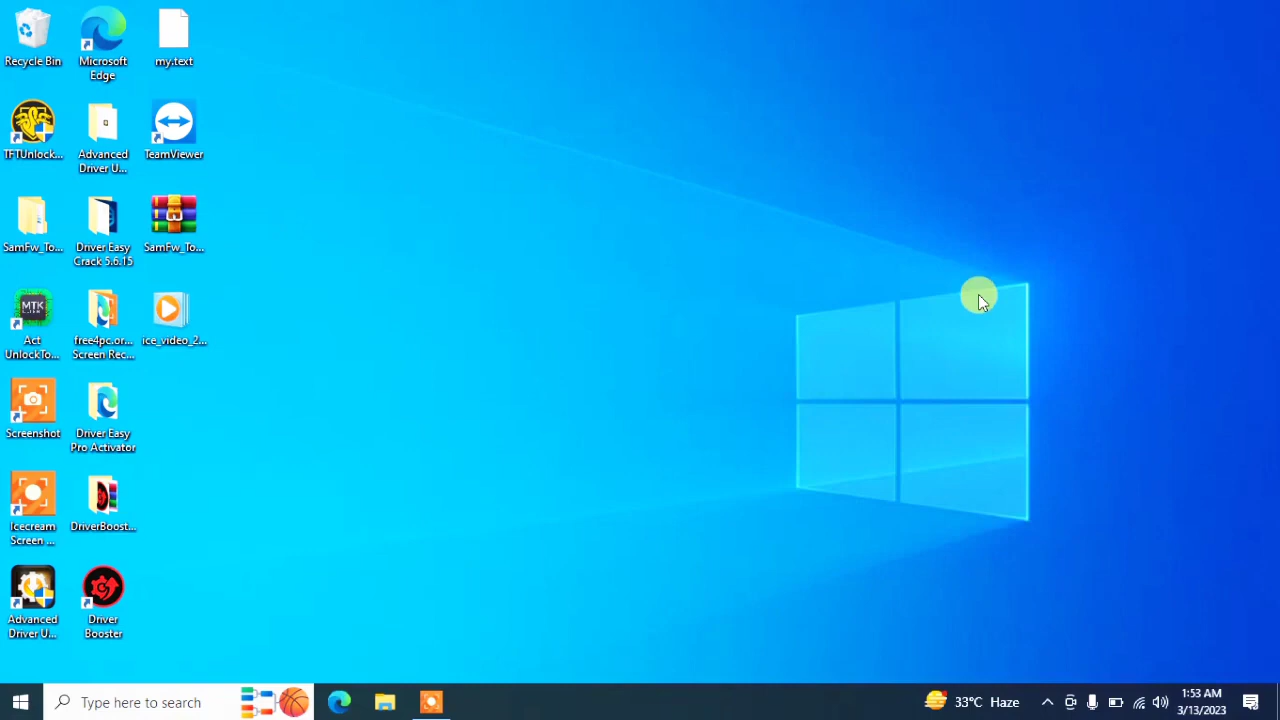 Recycle Bin
Microsoft
Edge
my.text
TFTUnlock...
Advanced
Driver U...
TeamViewer
SamFw_To...
Driver Easy
Crack 5.6.15
SamFw_To...
MTK
Act
UnlockTo...
free4pc.or...
Screen Rec...
ice_video_2...
Screenshot
Driver Easy
Pro Activator
Icecream
Screen ...
DriverBoost...
Advanced
Driver U...
Driver
Booster
Type here to search
33°C Haze
1:53 AM
3/13/2023